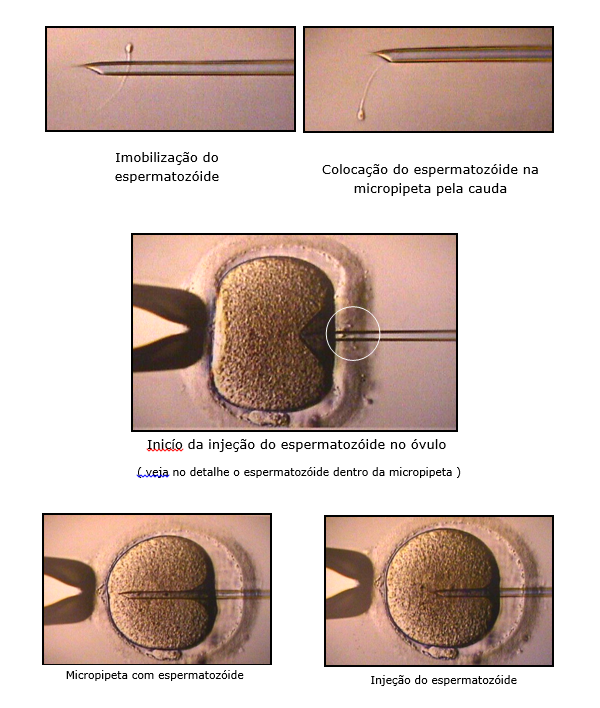 Imobilização do
espermatozóide
Colocação do espermatozóide na
micropipeta pela cauda
Inicío da injeção do espermatozóide no óvulo
( veja no detalhe o espermatozóide dentro da micropipeta )
Micropipeta com espermatozóide
Injeção do espermatozóide